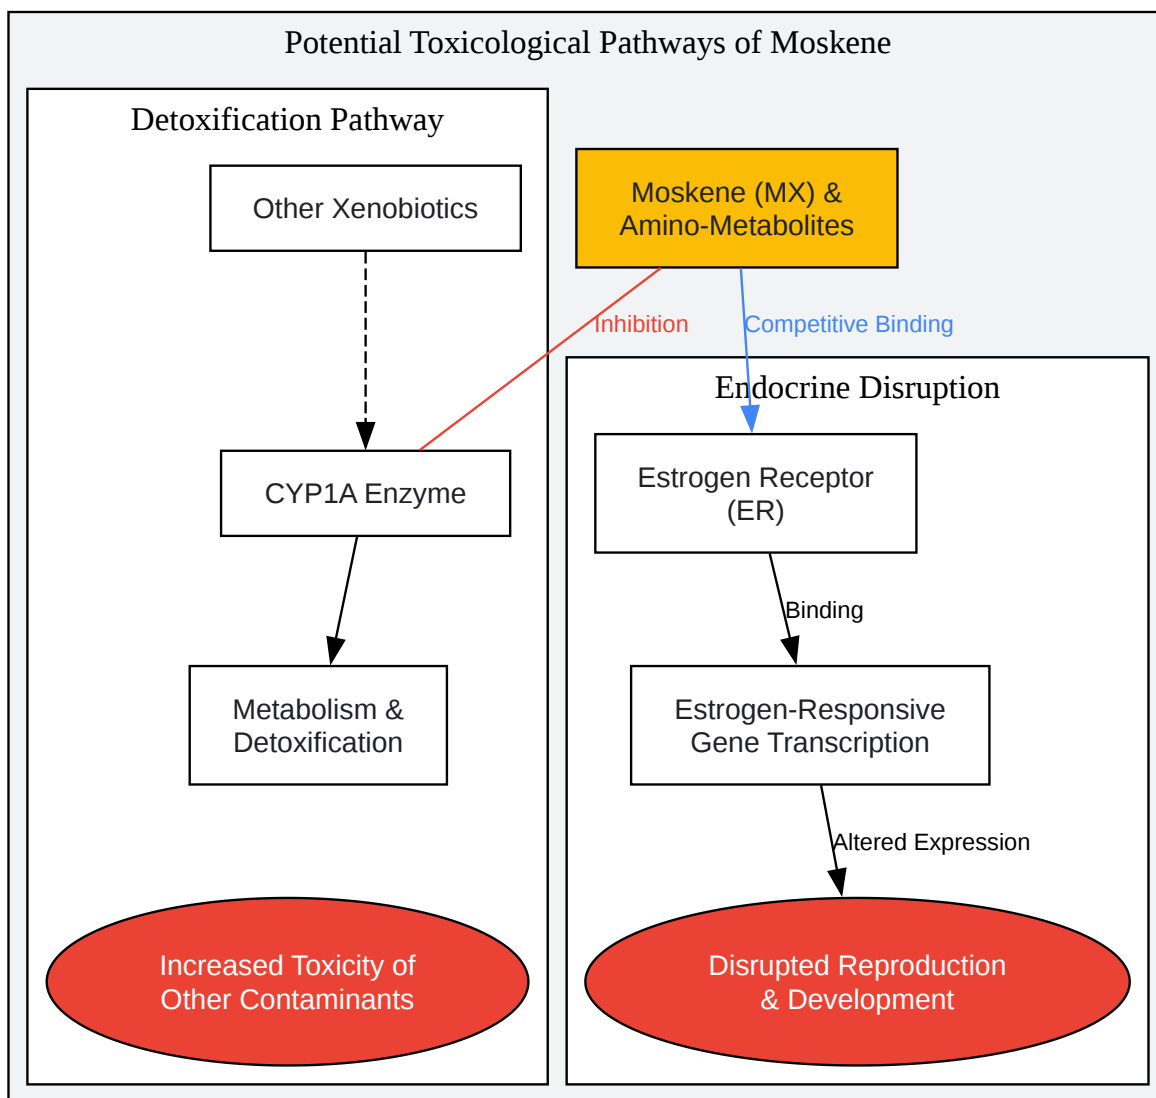 Potential Toxicological Pathways of Moskene
Detoxification Pathway
Other Xenobiotics
Moskene (MX) &
Amino-Metabolites
Inhibition
Competitive Binding
Endocrine Disruption
CYP1A Enzyme
Estrogen Receptor
(ER)
Binding
Metabolism &
Detoxification
Estrogen-Responsive
Gene Transcription
Altered Expression
Increased Toxicity of
Other Contaminants
Disrupted Reproduction
& Development